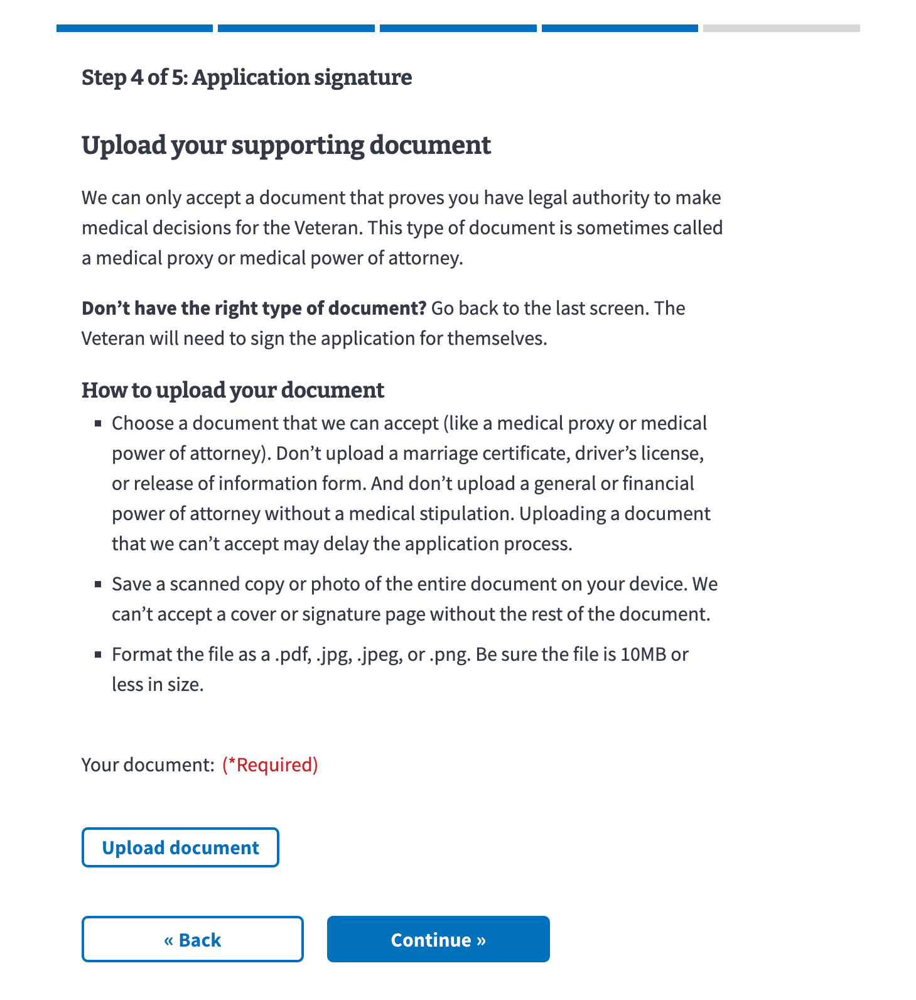 Step 4 of 5: Application signature
Upload your supporting document
We can only accept a document that proves you have legal authority to make
medical decisions for the Veteran. This type of document is sometimes called
a medical proxy or medical power of attorney.
Don’t have the right type of document? Go back to the last screen. The
Veteran will need to sign the application for themselves.
How to upload your document
▪ Choose a document that we can accept (like a medical proxy or medical
power of attorney). Don’t upload a marriage certificate, driver’s license,
or release of information form. And don’t upload a general or financial
power of attorney without a medical stipulation. Uploading a document
that we can’t accept may delay the application process.
▪ Save a scanned copy or photo of the entire document on your device. We
can’t accept a cover or signature page without the rest of the document.
▪ Format the file as a .pdf, .jpg, .jpeg, or .png. Be sure the file is 10MB or
less in size.
Your document: (*Required)
Upload document
« Back
Continue »